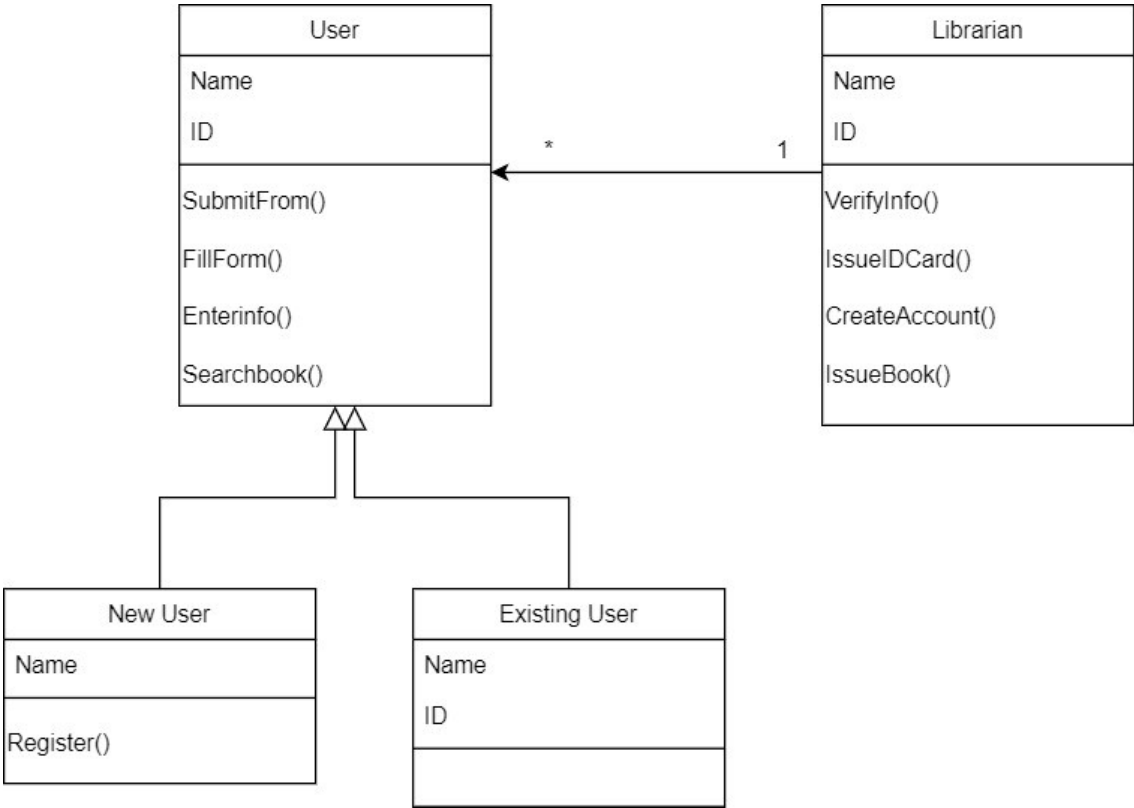 User
Name
ID
SubmitFrom()
FillForm()
Enterinfo()
Searchbook()
*
1
Librarian
Name
ID
VerifyInfo()
IssueIDCard()
CreateAccount()
IssueBook()
New User
Name
Register()
Existing User
Name
ID